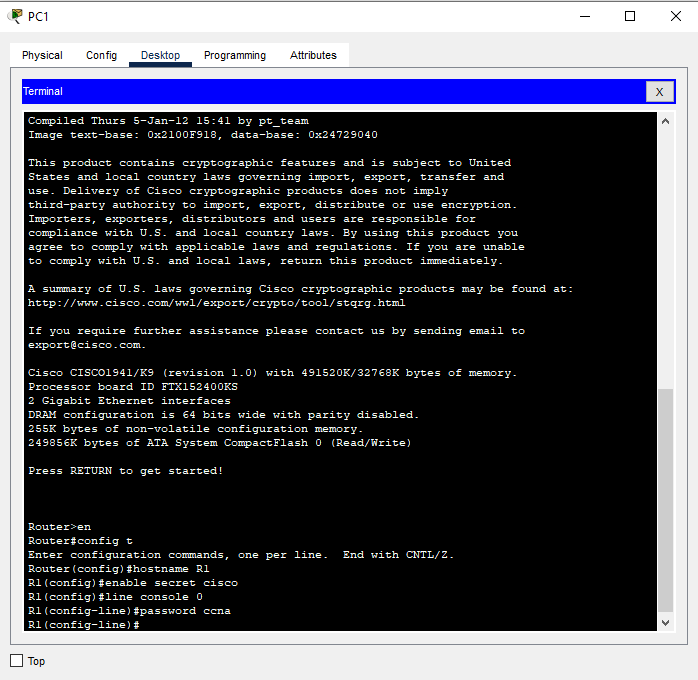 PC1
Physical Config Desktop Programming Attributes
Terminal X
Compiled Thurs 5-Jan-12 15:41 by pt_team
Image text-base: 0x2100F918, data-base: 0x24729040
This product contains cryptographic features and is subject to United
States and local country laws governing import, export, transfer and
use. Delivery of Cisco cryptographic products does not imply
third-party authority to import, export, distribute or use encryption.
Importers, exporters, distributors and users are responsible for
compliance with U.S. and local country laws. By using this product you
agree to comply with applicable laws and regulations. If you are unable
to comply with U.S. and local laws, return this product immediately.
A summary of U.S. laws governing Cisco cryptographic products may be found at:
http://www.cisco.com/wwl/export/crypto/tool/stqrg.html
If you require further assistance please contact us by sending email to
export@cisco.com.
Cisco CISCO1941/K9 (revision 1.0) with 491520K/32768K bytes of memory.
Processor board ID FTX152400KS
2 Gigabit Ethernet interfaces
DRAM configuration is 64 bits wide with parity disabled.
255K bytes of non-volatile configuration memory.
249856K bytes of ATA System CompactFlash 0 (Read/Write)
Press RETURN to get started!
Router>en
Router#config t
Enter configuration commands, one per line.  End with CNTL/Z.
Router(config)#hostname R1
R1(config)#enable secret cisco
R1(config)#line console 0
R1(config-line)#password ccna
R1(config-line)#
Top